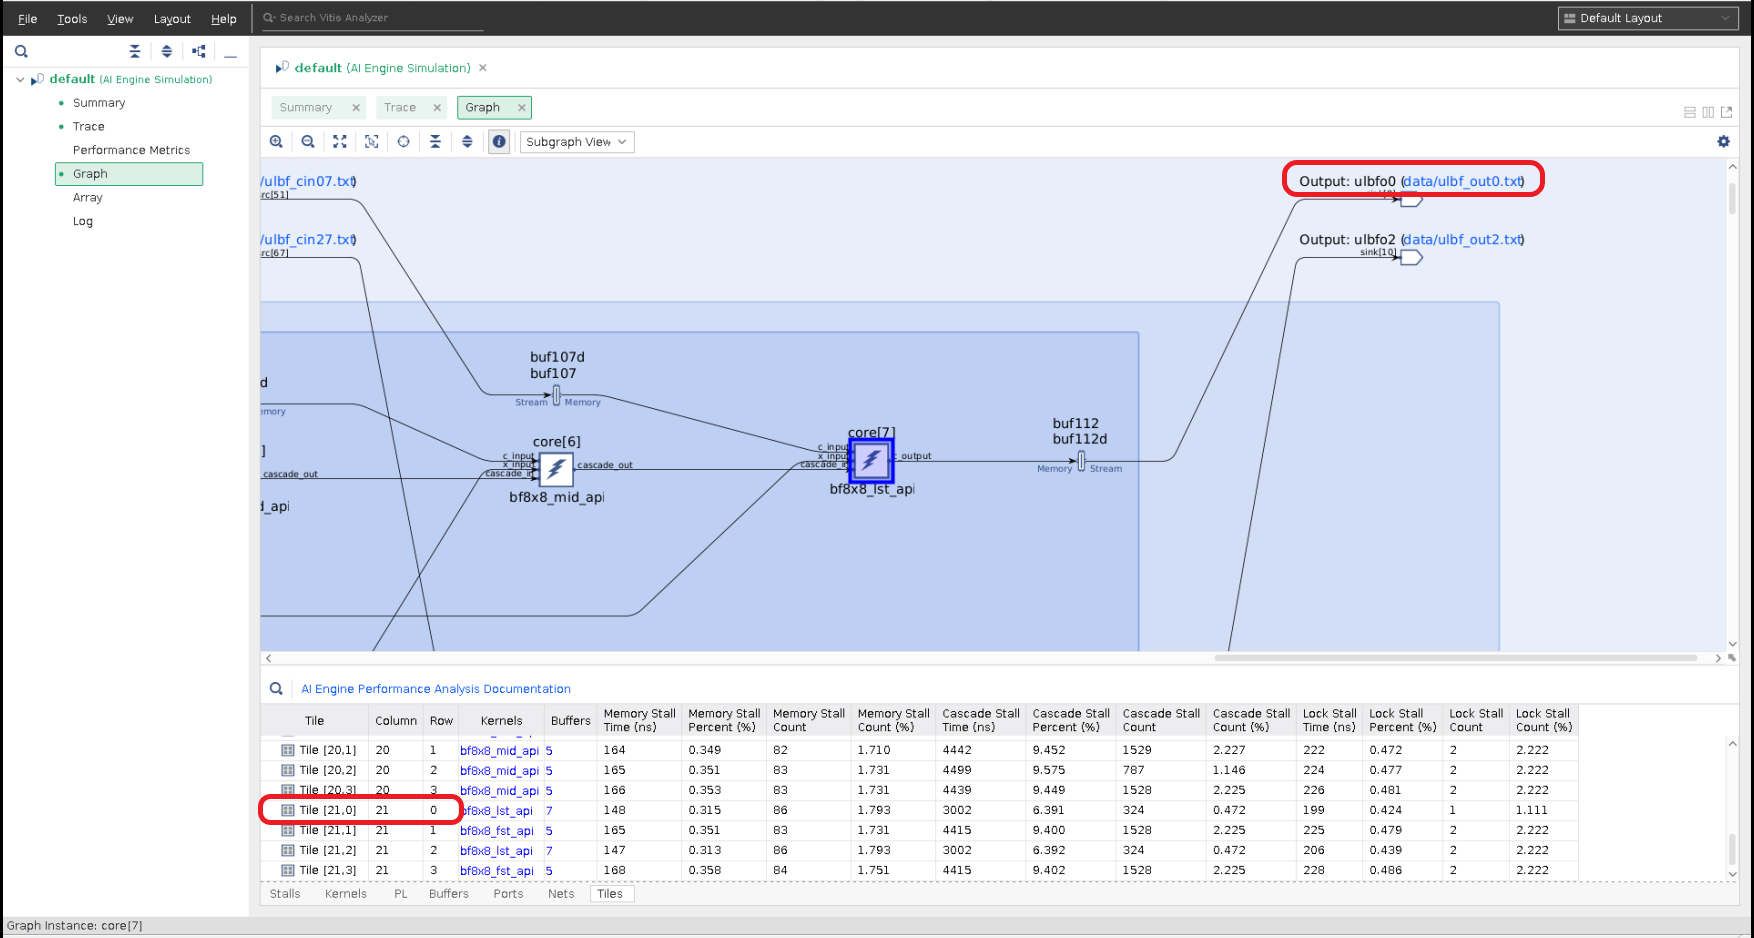 File Tools View Layout Help Search Vitis Analyzer Default Layout
default (AI Engine Simulation)
Summary
Trace
Performance Metrics
Graph
Array
Log
default (AI Engine Simulation)
Summary Trace Graph
Subgraph View
/ulbf_cin07.txt)
rc[51]
/ulbf_cin27.txt)
rc[67]
Output: ulbfo0 (data/ulbf_out0.txt)
Output: ulbfo2 (data/ulbf_out2.txt)
sink[10]
buf107d
buf107
Stream Memory
d
emory
]
cascade_out
d_api
core[6]
c_input
x_input
cascade_in
cascade_out
bf8x8_mid_api
core[7]
c_input
x_input
cascade_in
c_output
bf8x8_lst_api
buf112
buf112d
Memory Stream
AI Engine Performance Analysis Documentation
Tile Column Row Kernels Buffers Memory Stall Time (ns) Memory Stall Percent (%) Memory Stall Count Memory Stall Count (%) Cascade Stall Time (ns) Cascade Stall Percent (%) Cascade Stall Count Cascade Stall Count (%) Lock Stall Time (ns) Lock Stall Percent (%) Lock Stall Count Lock Stall Count (%)
Tile [20,1] 20 1 bf8x8_mid_api 5 164 0.349 82 1.710 4442 9.452 1529 2.227 222 0.472 2 2.222
Tile [20,2] 20 2 bf8x8_mid_api 5 165 0.351 83 1.731 4499 9.575 787 1.146 224 0.477 2 2.222
Tile [20,3] 20 3 bf8x8_mid_api 5 166 0.353 83 1.731 4439 9.449 1528 2.225 226 0.481 2 2.222
Tile [21,0] 21 0 bf8x8_lst_api 7 148 0.315 86 1.793 3002 6.391 324 0.472 199 0.424 1 1.111
Tile [21,1] 21 1 bf8x8_fst_api 5 165 0.351 83 1.731 4415 9.400 1528 2.225 225 0.479 2 2.222
Tile [21,2] 21 2 bf8x8_lst_api 7 147 0.313 86 1.793 3002 6.392 324 0.472 206 0.439 2 2.222
Tile [21,3] 21 3 bf8x8_fst_api 5 168 0.358 84 1.751 4415 9.402 1528 2.225 228 0.486 2 2.222
Stalls Kernels PL Buffers Ports Nets Tiles
Graph Instance: core[7]